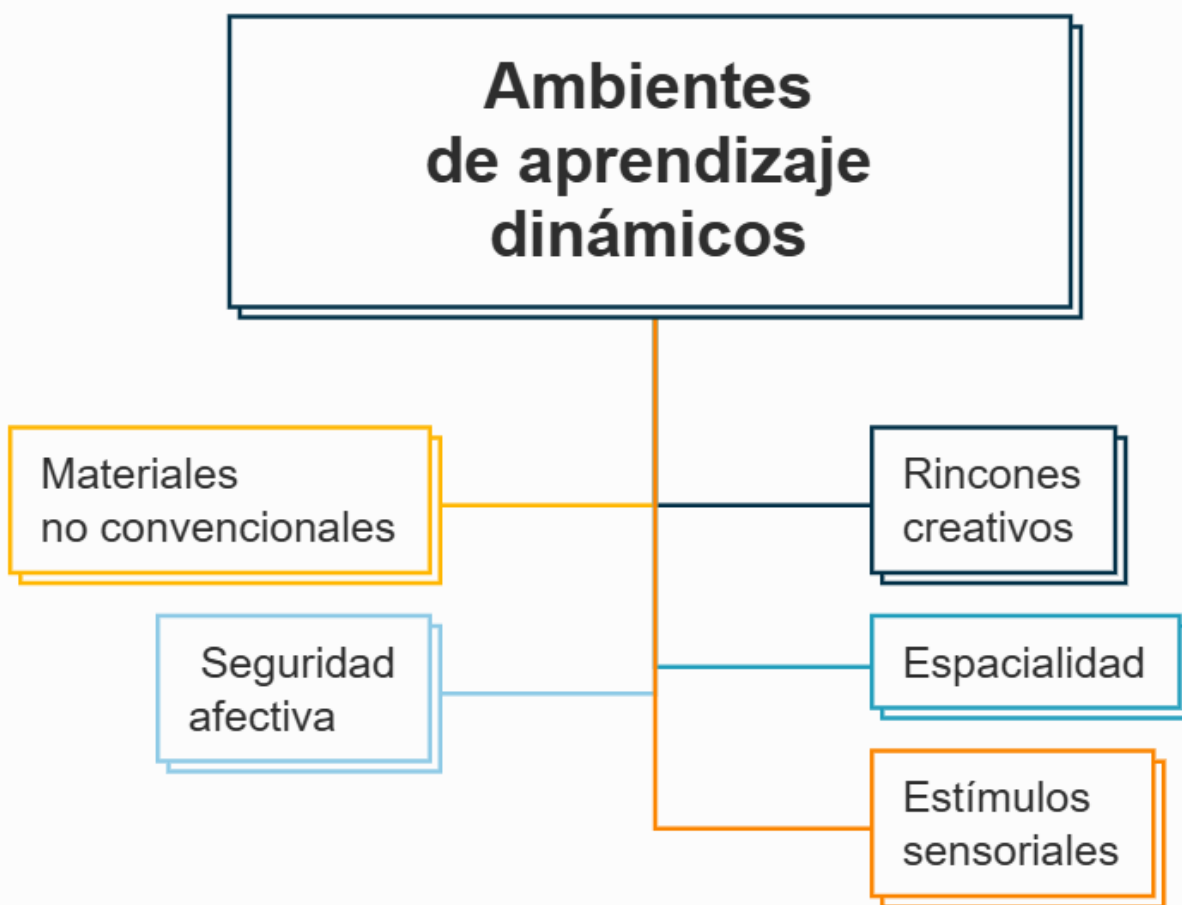 Ambientes
de aprendizaje
dinámicos
Materiales
no convencionales
Rincones
creativos
Seguridad
afectiva
Espacialidad
Estímulos
sensoriales